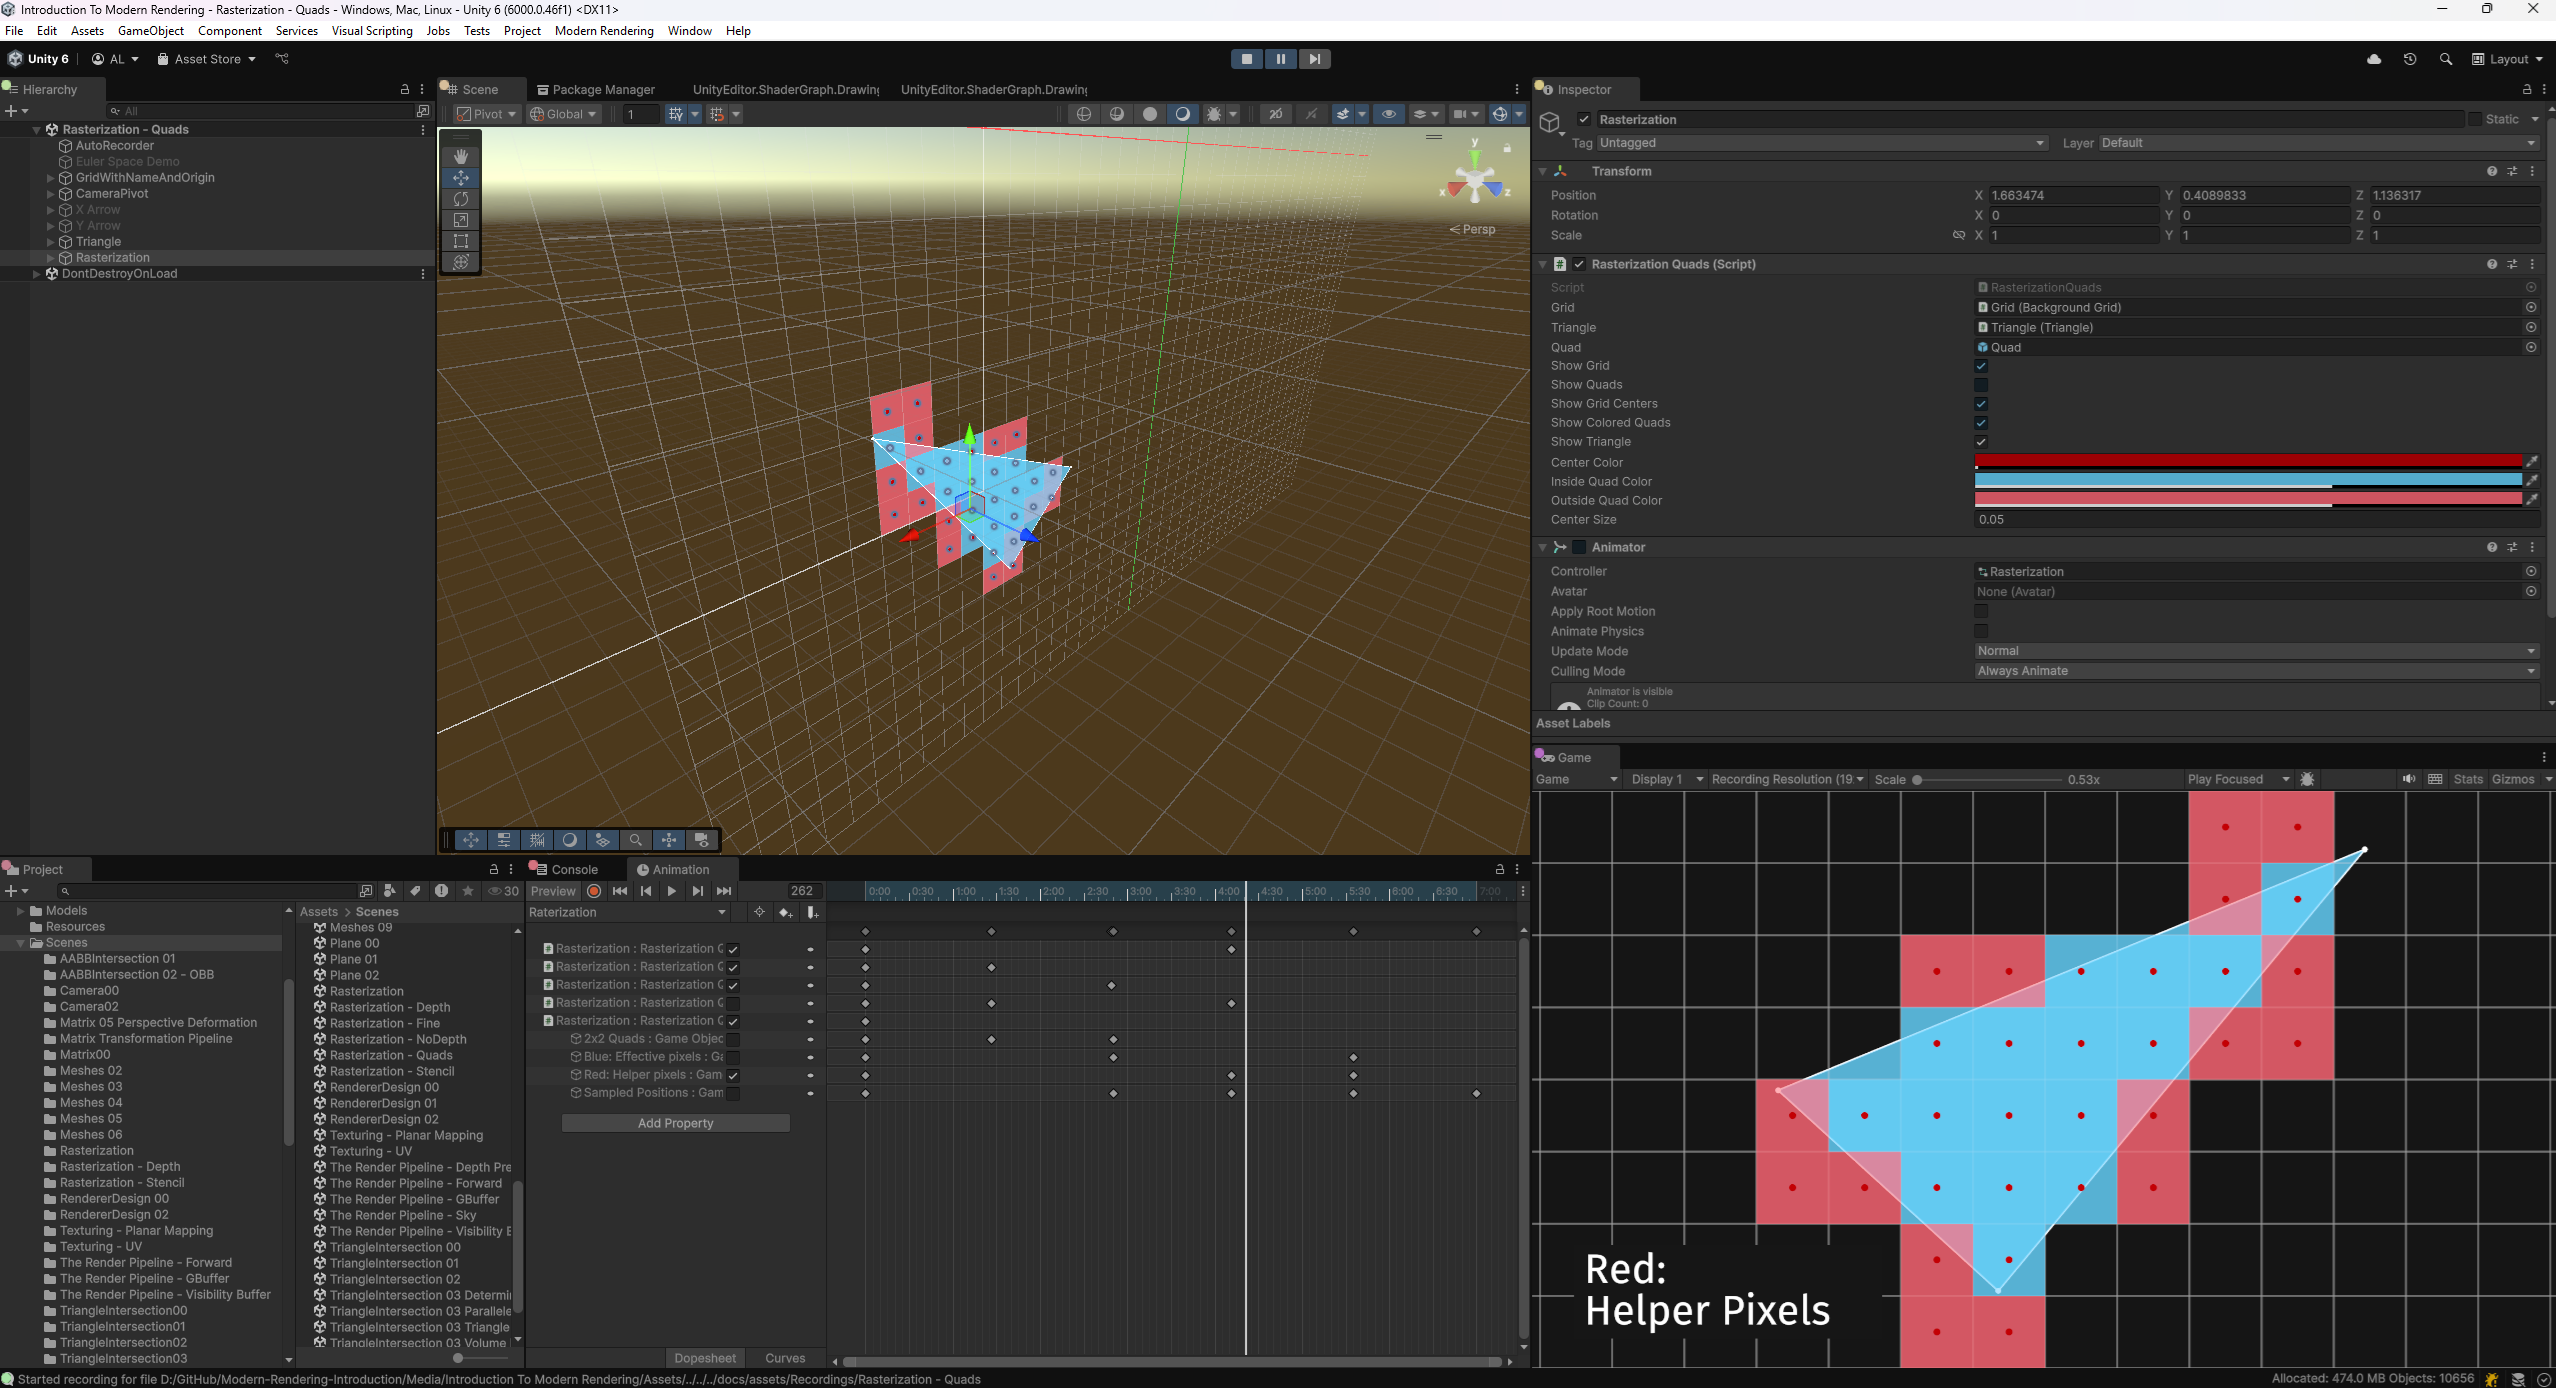 Introduction To Modern Rendering - Rasterization - Quads - Windows, Mac, Linux - Unity 6 (6000.0.46f1) <DX11>
File Edit Assets GameObject Component Services Visual Scripting Jobs Tests Project Modern Rendering Window Help
Unity 6 AL Asset Store Layout
Hierarchy
All
Rasterization - Quads
AutoRecorder
Euler Space Demo
GridWithNameAndOrigin
CameraPivot
X Arrow
Y Arrow
Triangle
Rasterization
DontDestroyOnLoad
Scene Package Manager UnityEditor.ShaderGraph.Drawing UnityEditor.ShaderGraph.Drawing
Pivot Global 1 2D
y
x z
Persp
Inspector
Rasterization Static
Tag Untagged Layer Default
Transform
Position X 1.663474 Y 0.4089833 Z 1.136317
Rotation X 0 Y 0 Z 0
Scale X 1 Y 1 Z 1
Rasterization Quads (Script)
Script RasterizationQuads
Grid Grid (Background Grid)
Triangle Triangle (Triangle)
Quad Quad
Show Grid
Show Quads
Show Grid Centers
Show Colored Quads
Show Triangle
Center Color
Inside Quad Color
Outside Quad Color
Center Size 0.05
Animator
Controller Rasterization
Avatar None (Avatar)
Apply Root Motion
Animate Physics
Update Mode Normal
Culling Mode Always Animate
Animator is visible
Clip Count: 0
Asset Labels
Game
Game Display 1 Recording Resolution (19 Scale 0.53x Play Focused Stats Gizmos
Red:
Helper Pixels
Project
30
Models
Resources
Scenes
AABBIntersection 01
AABBIntersection 02 - OBB
Camera00
Camera02
Matrix 05 Perspective Deformation
Matrix Transformation Pipeline
Matrix00
Meshes 02
Meshes 03
Meshes 04
Meshes 05
Meshes 06
Rasterization
Rasterization - Depth
Rasterization - Stencil
RendererDesign 00
RendererDesign 02
Texturing - Planar Mapping
Texturing - UV
The Render Pipeline - Forward
The Render Pipeline - GBuffer
The Render Pipeline - Visibility Buffer
TriangleIntersection00
TriangleIntersection01
TriangleIntersection02
TriangleIntersection03
Assets > Scenes
Meshes 09
Plane 00
Plane 01
Plane 02
Rasterization
Rasterization - Depth
Rasterization - Fine
Rasterization - NoDepth
Rasterization - Quads
Rasterization - Stencil
RendererDesign 00
RendererDesign 01
RendererDesign 02
Texturing - Planar Mapping
Texturing - UV
The Render Pipeline - Depth Pre
The Render Pipeline - Forward
The Render Pipeline - GBuffer
The Render Pipeline - Sky
The Render Pipeline - Visibility B
TriangleIntersection 00
TriangleIntersection 01
TriangleIntersection 02
TriangleIntersection 03 Determi
TriangleIntersection 03 Parallele
TriangleIntersection 03 Triangle
TriangleIntersection 03 Volume
Console Animation
Preview 262 0:00 0:30 1:00 1:30 2:00 2:30 3:00 3:30 4:00 4:30 5:00 5:30 6:00 6:30 7:00
Raterization
Rasterization : Rasterization Q
Rasterization : Rasterization Q
Rasterization : Rasterization Q
Rasterization : Rasterization Q
Rasterization : Rasterization Q
2x2 Quads : Game Objec
Blue: Effective pixels : Ga
Red: Helper pixels : Gam
Sampled Positions : Gam
Add Property
Dopesheet Curves
Started recording for file D:/GitHub/Modern-Rendering-Introduction/Media/Introduction To Modern Rendering/Assets/../../../docs/assets/Recordings/Rasterization - Quads
Allocated: 474.0 MB Objects: 10656